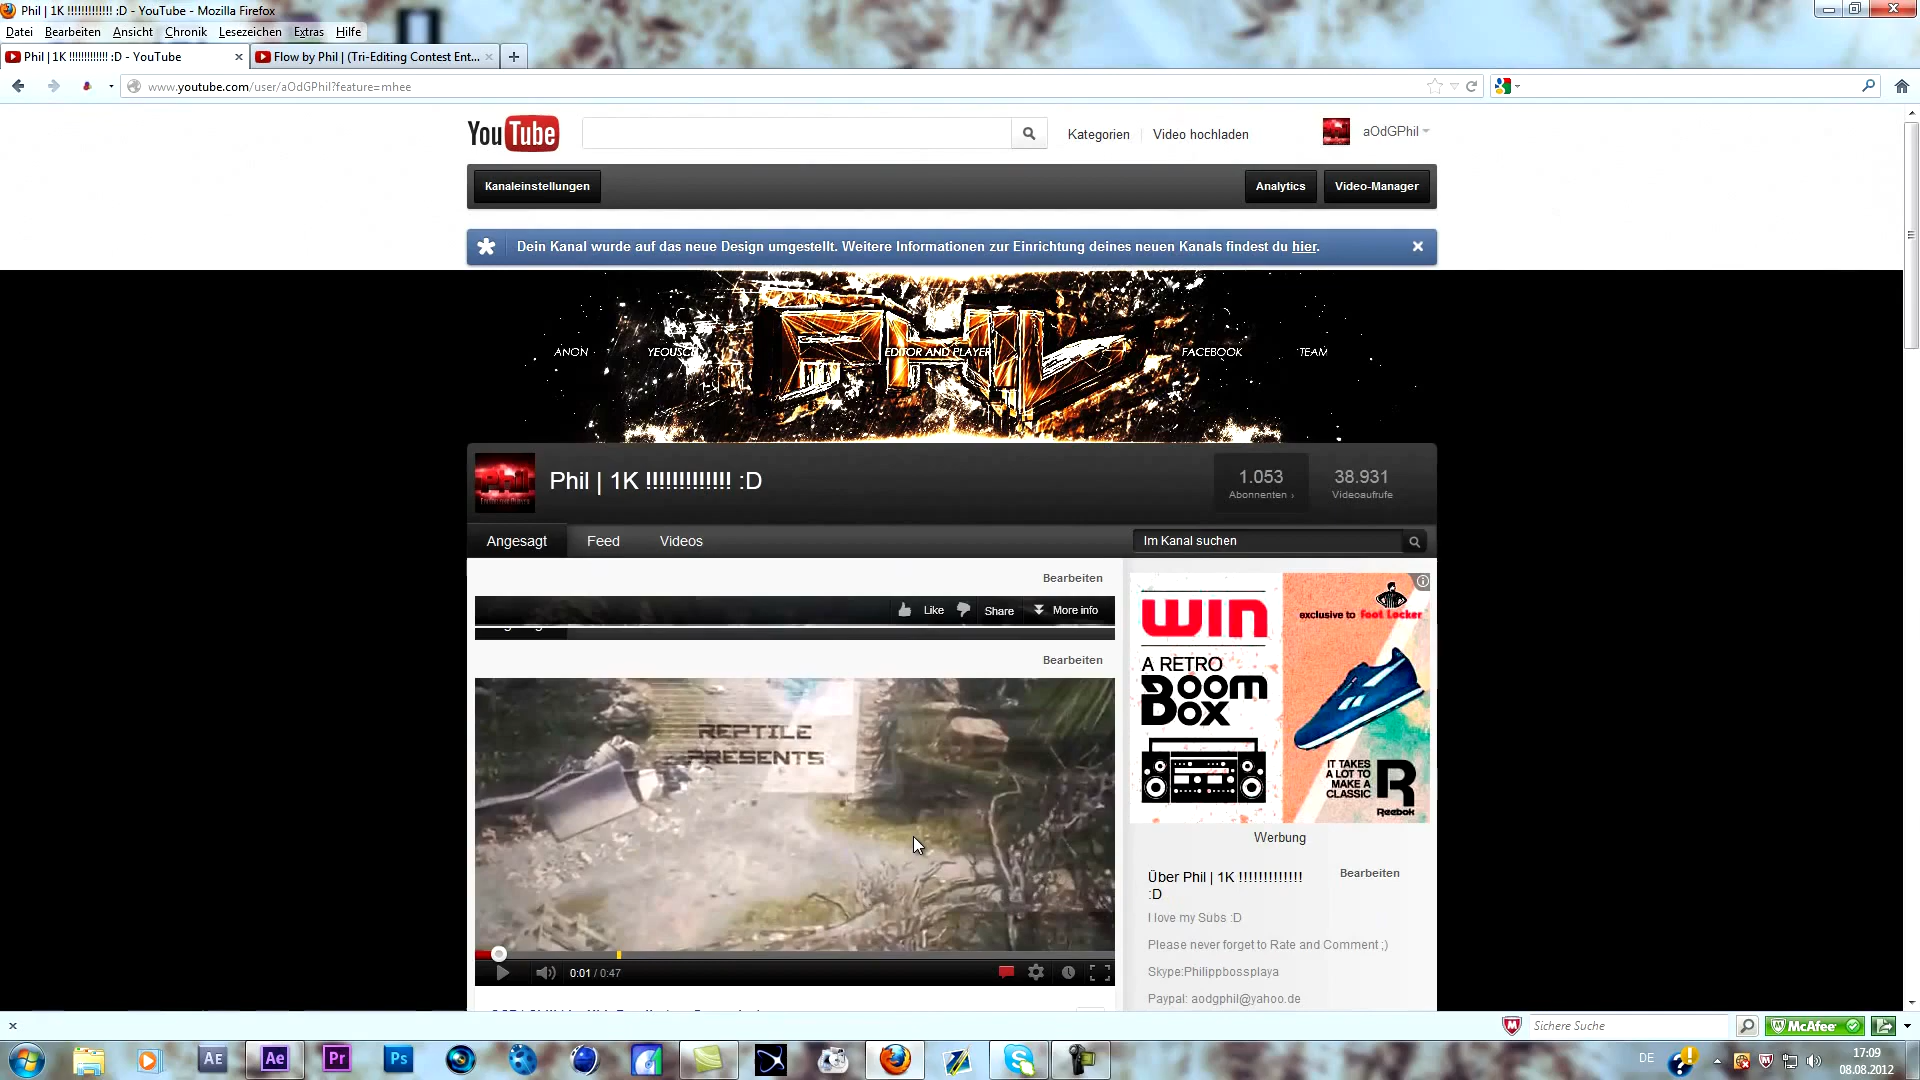 Phil | 1K !!!!!!!!!!!!! :D - YouTube - Mozilla Firefox
Datei Bearbeiten Ansicht Chronik Lesezeichen Extras Hilfe
Phil | 1K !!!!!!!!!!!!! :D - YouTube
Flow by Phil | (Tri-Editing Contest Ent...
www.youtube.com/user/aOdGPhil?feature=mhee
YouTube
Kategorien
Video hochladen
aOdGPhil
Kanaleinstellungen
Analytics
Video-Manager
Dein Kanal wurde auf das neue Design umgestellt. Weitere Informationen zur Einrichtung deines neuen Kanals findest du hier.
ANON
EDITOR AND PLAYER
FACEBOOK
TEAM
Phil
Phil | 1K !!!!!!!!!!!!! :D
1.053
Abonnenten ›
38.931
Videoaufrufe
Angesagt
Feed
Videos
Im Kanal suchen
Bearbeiten
Like
Share
More info
Bearbeiten
REPTILE
PRESENTS
0:01 / 0:47
WIN
A RETRO
BOOM
BOX
exclusive to Foot Locker
IT TAKES
A LOT TO
MAKE A
CLASSIC
R
Reebok
Werbung
Über Phil | 1K !!!!!!!!!!!!!
:D
Bearbeiten
I love my Subs :D
Please never forget to Rate and Comment ;)
Skype:Philippbossplaya
Paypal: aodgphil@yahoo.de
Sichere Suche
McAfee
AE
Ae
Pr
Ps
DE
17:09
08.08.2012